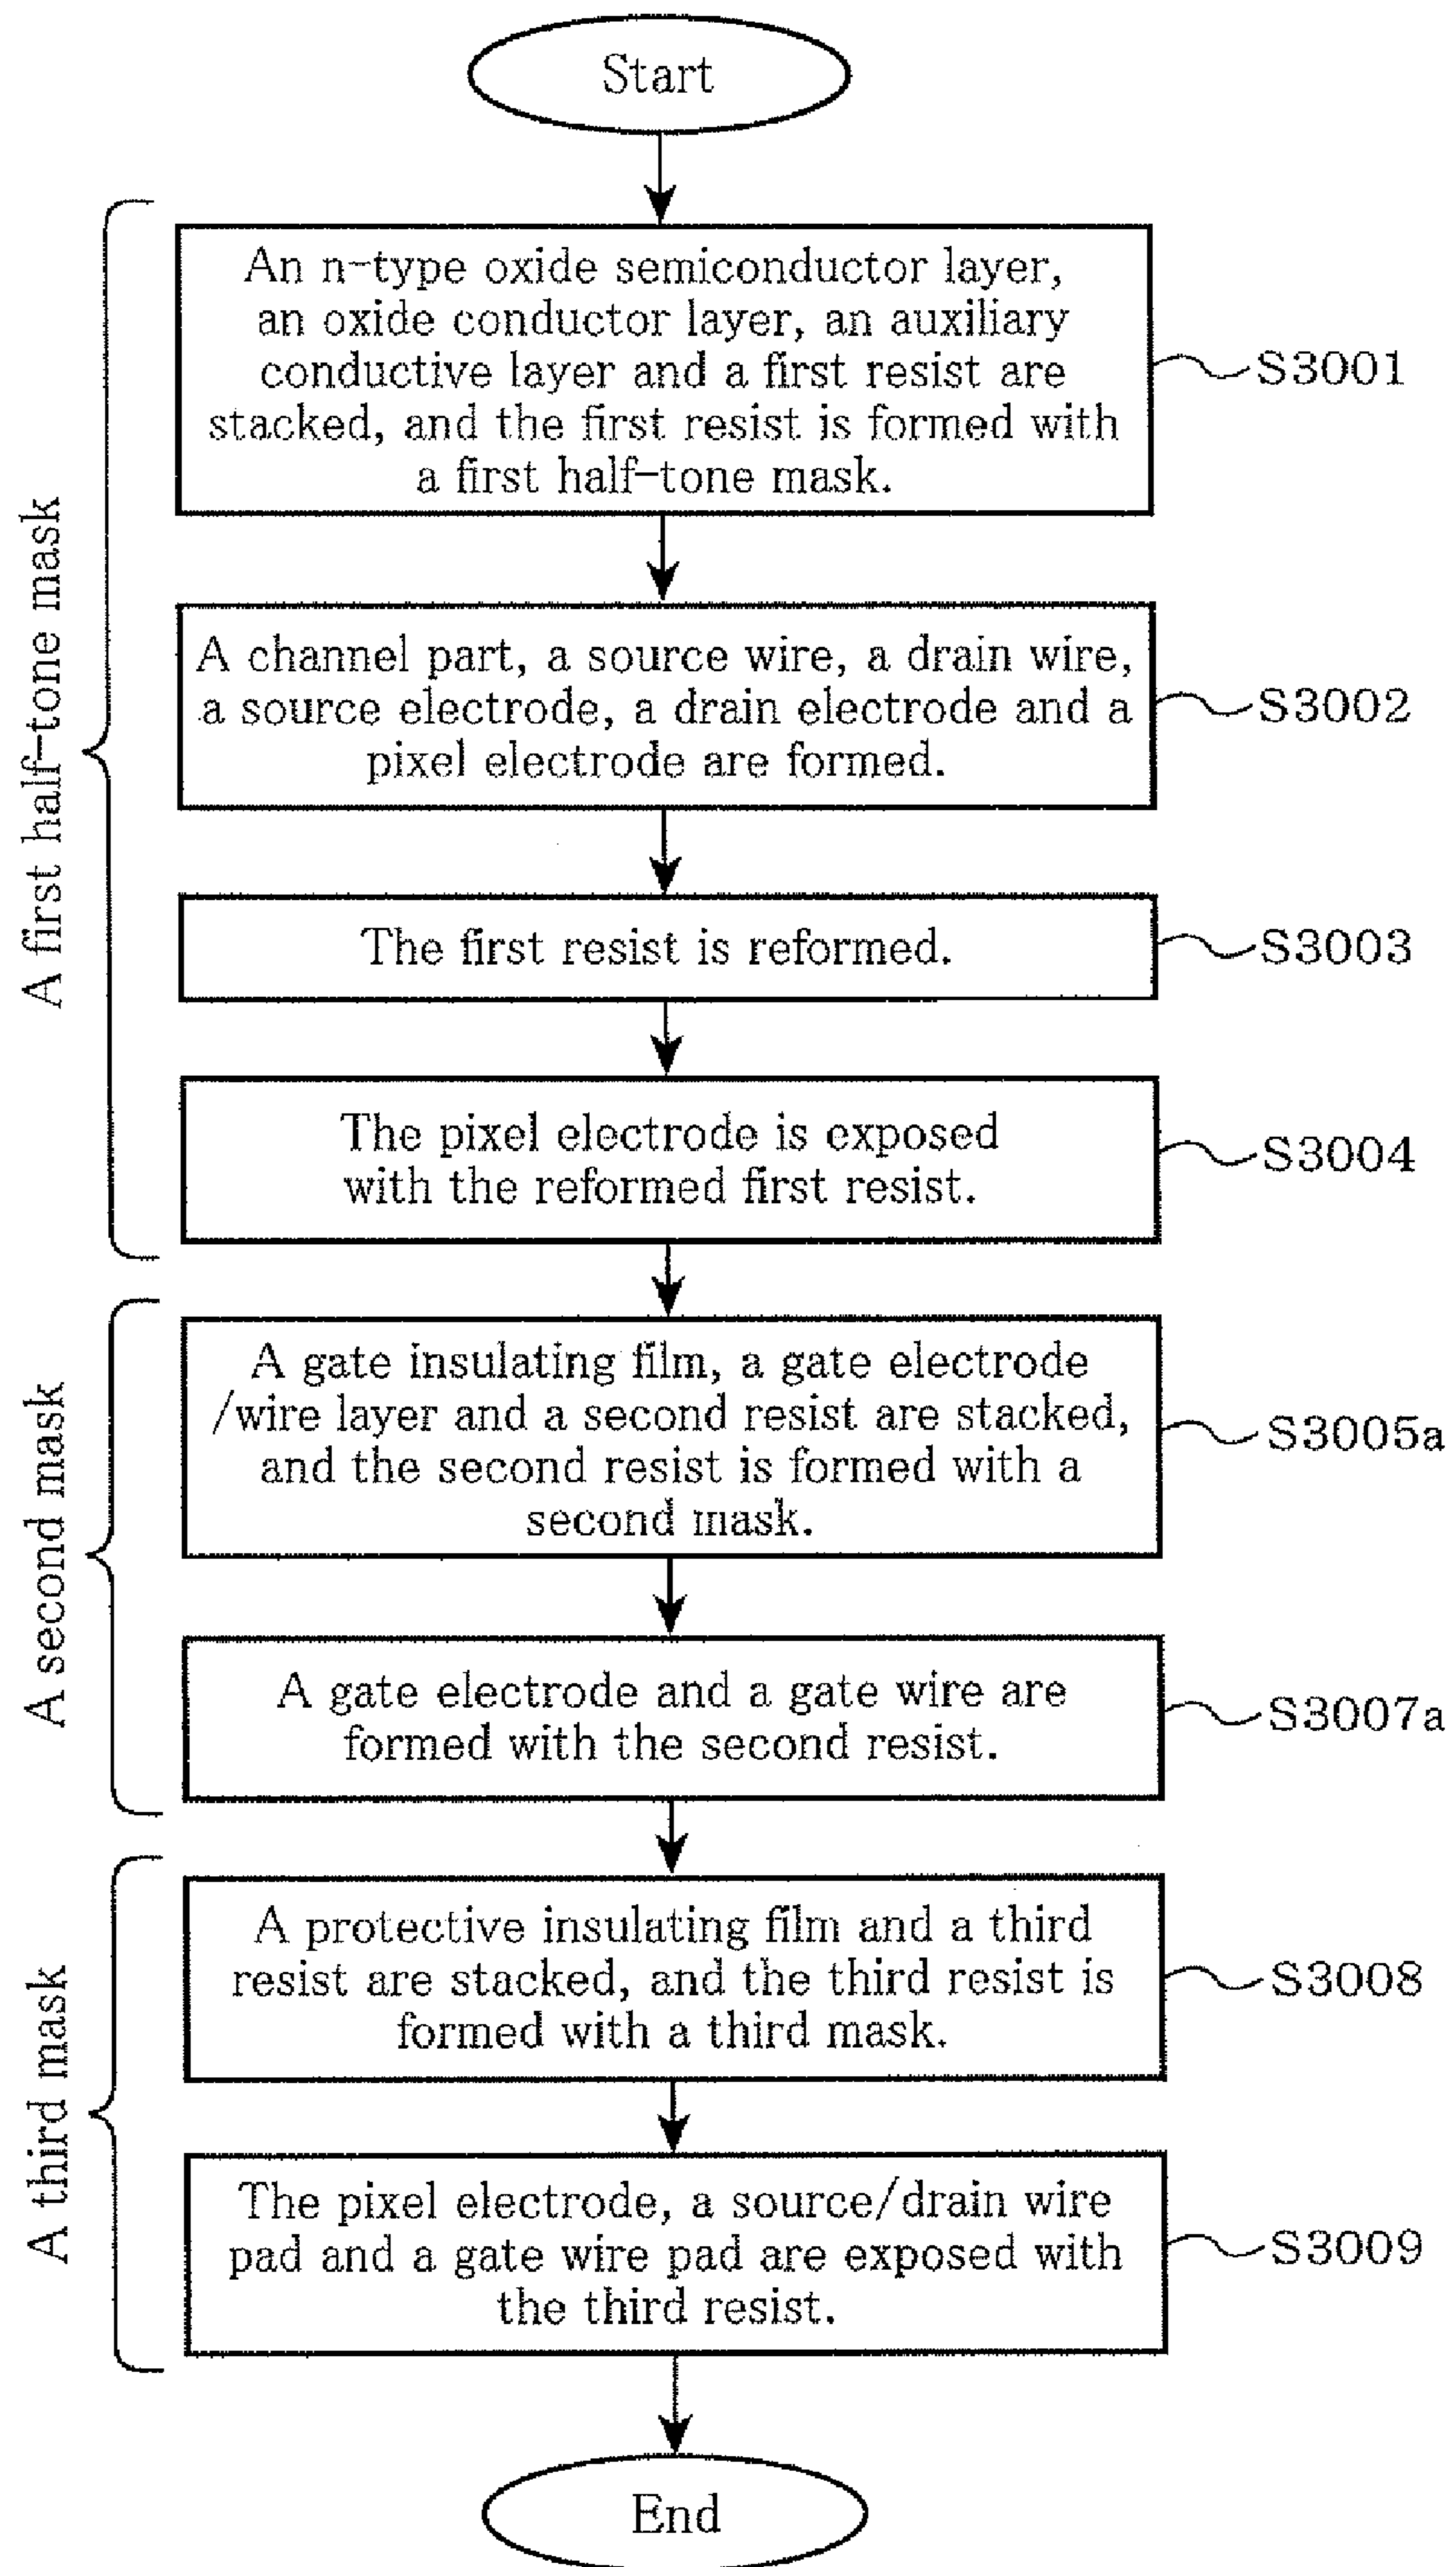 Start
A first half-tone mask
An n-type oxide semiconductor layer,
an oxide conductor layer, an auxiliary
conductive layer and a first resist are
stacked, and the first resist is formed with
a first half-tone mask.
S3001
A channel part, a source wire, a drain wire,
a source electrode, a drain electrode and a
pixel electrode are formed.
S3002
The first resist is reformed.
S3003
The pixel electrode is exposed
with the reformed first resist.
S3004
A second mask
A gate insulating film, a gate electrode
/wire layer and a second resist are stacked,
and the second resist is formed with a
second mask.
S3005a
A gate electrode and a gate wire are
formed with the second resist.
S3007a
A third mask
A protective insulating film and a third
resist are stacked, and the third resist is
formed with a third mask.
S3008
The pixel electrode, a source/drain wire
pad and a gate wire pad are exposed with
the third resist.
S3009
End